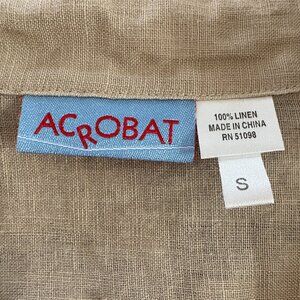 ACROBAT
100% LINEN
MADE IN CHINA
RN 51098
S